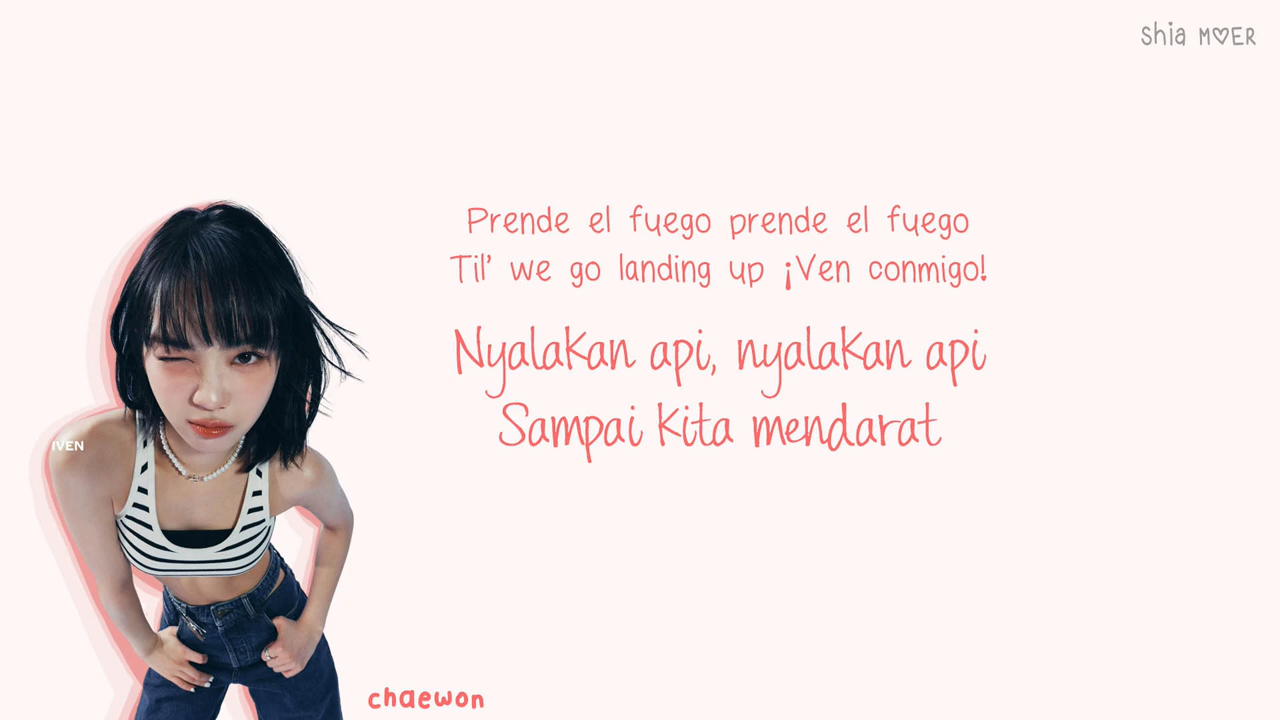 Shia M♡ER
Prende el fuego prende el fuego
Til' we go landing up ¡Ven conmigo!
Nyalakan api, nyalakan api
Sampai kita mendarat
IVEN
chaewon